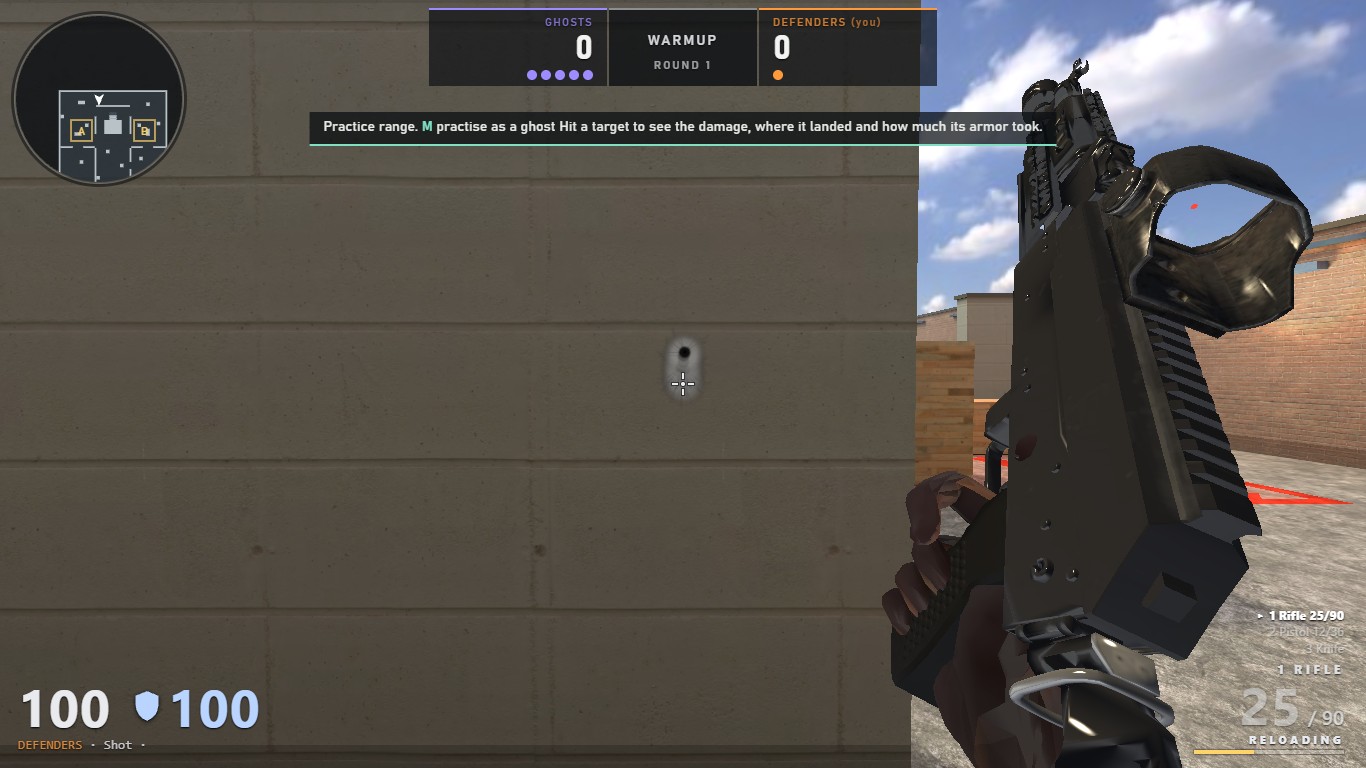 GHOSTS
0
WARMUP
ROUND 1
DEFENDERS (you)
0
Practice range. M practise as a ghost Hit a target to see the damage, where it landed and how much its armor took.
A
B
1 Rifle 25/90
2 Pistol 12/36
3 Knife
1 RIFLE
25 / 90
RELOADING
100 100
DEFENDERS · Shot ·